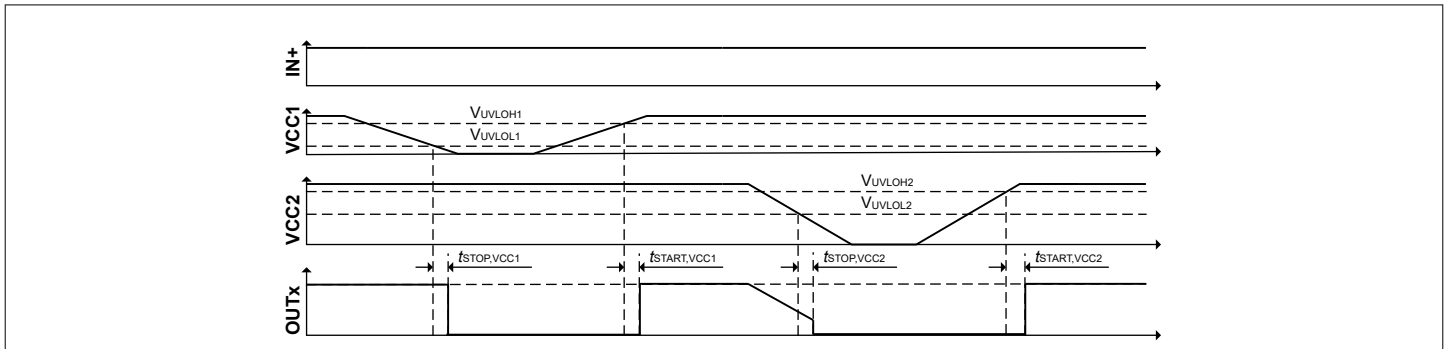 IN+
VCC1
VUVLOH1
VUVLOL1
VCC2
VUVLOH2
VUVLOL2
OUTx
tSTOP,VCC1
tSTART,VCC1
tSTOP,VCC2
tSTART,VCC2